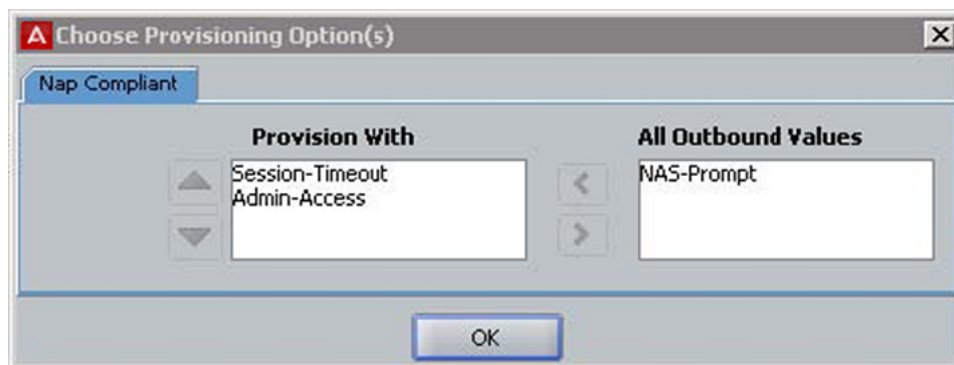 Choose Provisioning Option(s)
Nap Compliant
Provision With
All Outbound Values
Session-Timeout
Admin-Access
NAS-Prompt
OK